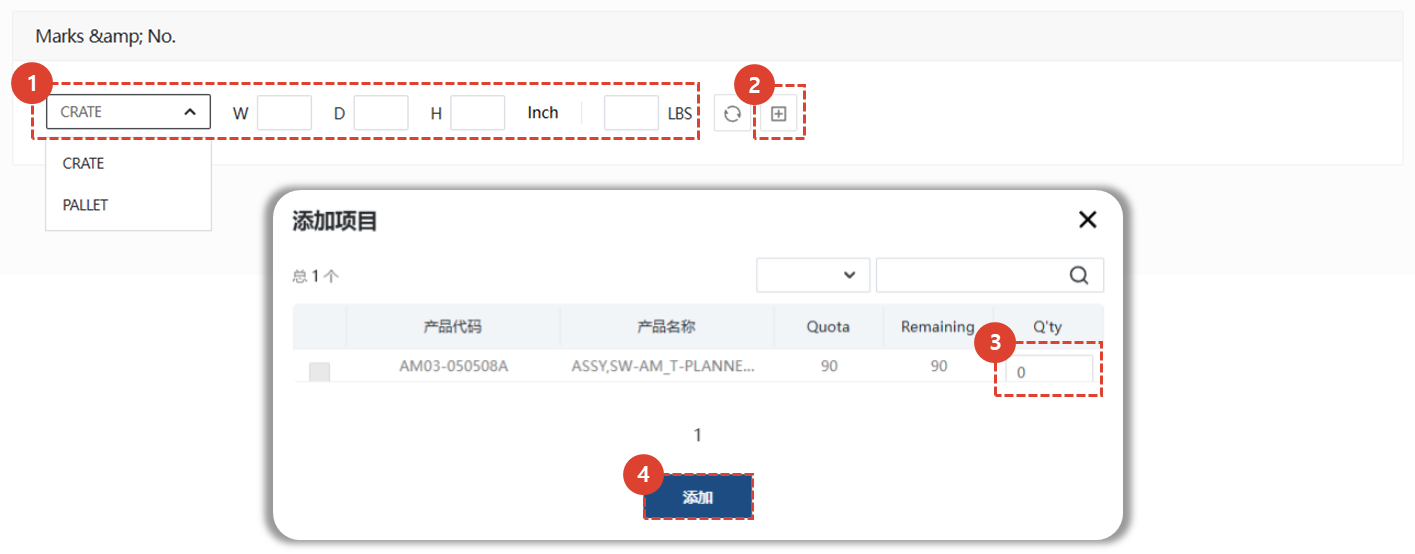 Marks &amp; No.
1
2
CRATE
W
D
H
Inch
LBS
CRATE
PALLET
添加项目
总 1 个
产品代码
产品名称
Quota
Remaining
Q'ty
3
AM03-050508A
ASSY,SW-AM_T-PLANNE...
90
90
0
1
4
添加